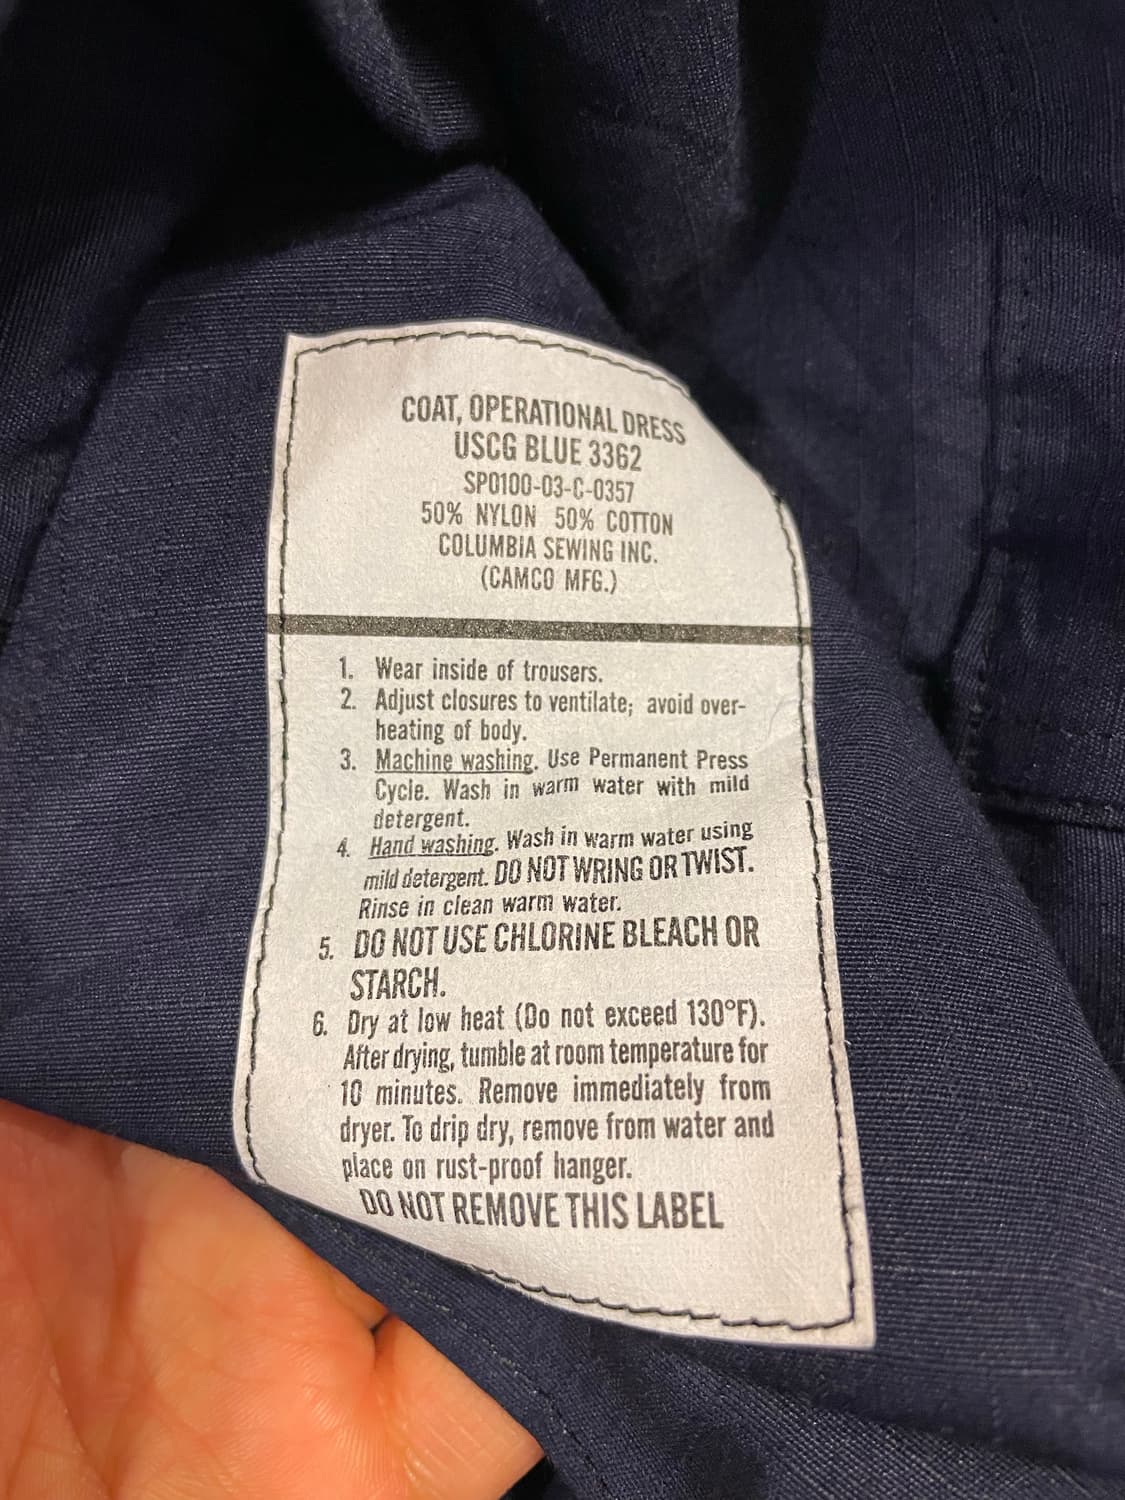 COAT, OPERATIONAL DRESS
USCG BLUE 3362
SP0100-03-C-0357
50% NYLON 50% COTTON
COLUMBIA SEWING INC.
(CAMCO MFG.)
1. Wear inside of trousers.
2. Adjust closures to ventilate; avoid over-
heating of body.
3. Machine washing. Use Permanent Press
Cycle. Wash in warm water with mild
detergent.
4. Hand washing. Wash in warm water using
mild detergent. DO NOT WRING OR TWIST.
Rinse in clean warm water.
5. DO NOT USE CHLORINE BLEACH OR
STARCH.
6. Dry at low heat (Do not exceed 130°F).
After drying, tumble at room temperature for
10 minutes. Remove immediately from
dryer. To drip dry, remove from water and
place on rust-proof hanger.
DO NOT REMOVE THIS LABEL